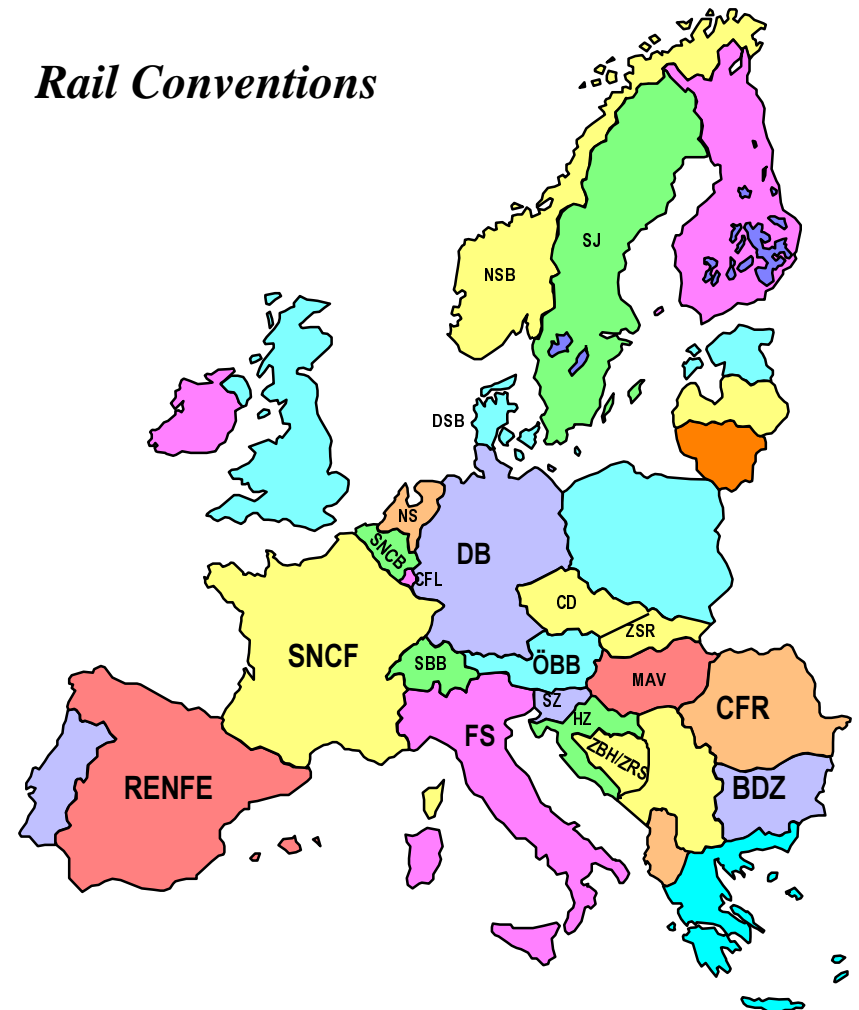 Rail Conventions
SJ
NSB
DSB
NS
SNCB
DB
CFL
CD
ZSR
SNCF
SBB
ÖBB
MAV
SZ
CFR
HZ
FS
ZBH/ZRS
RENFE
BDZ